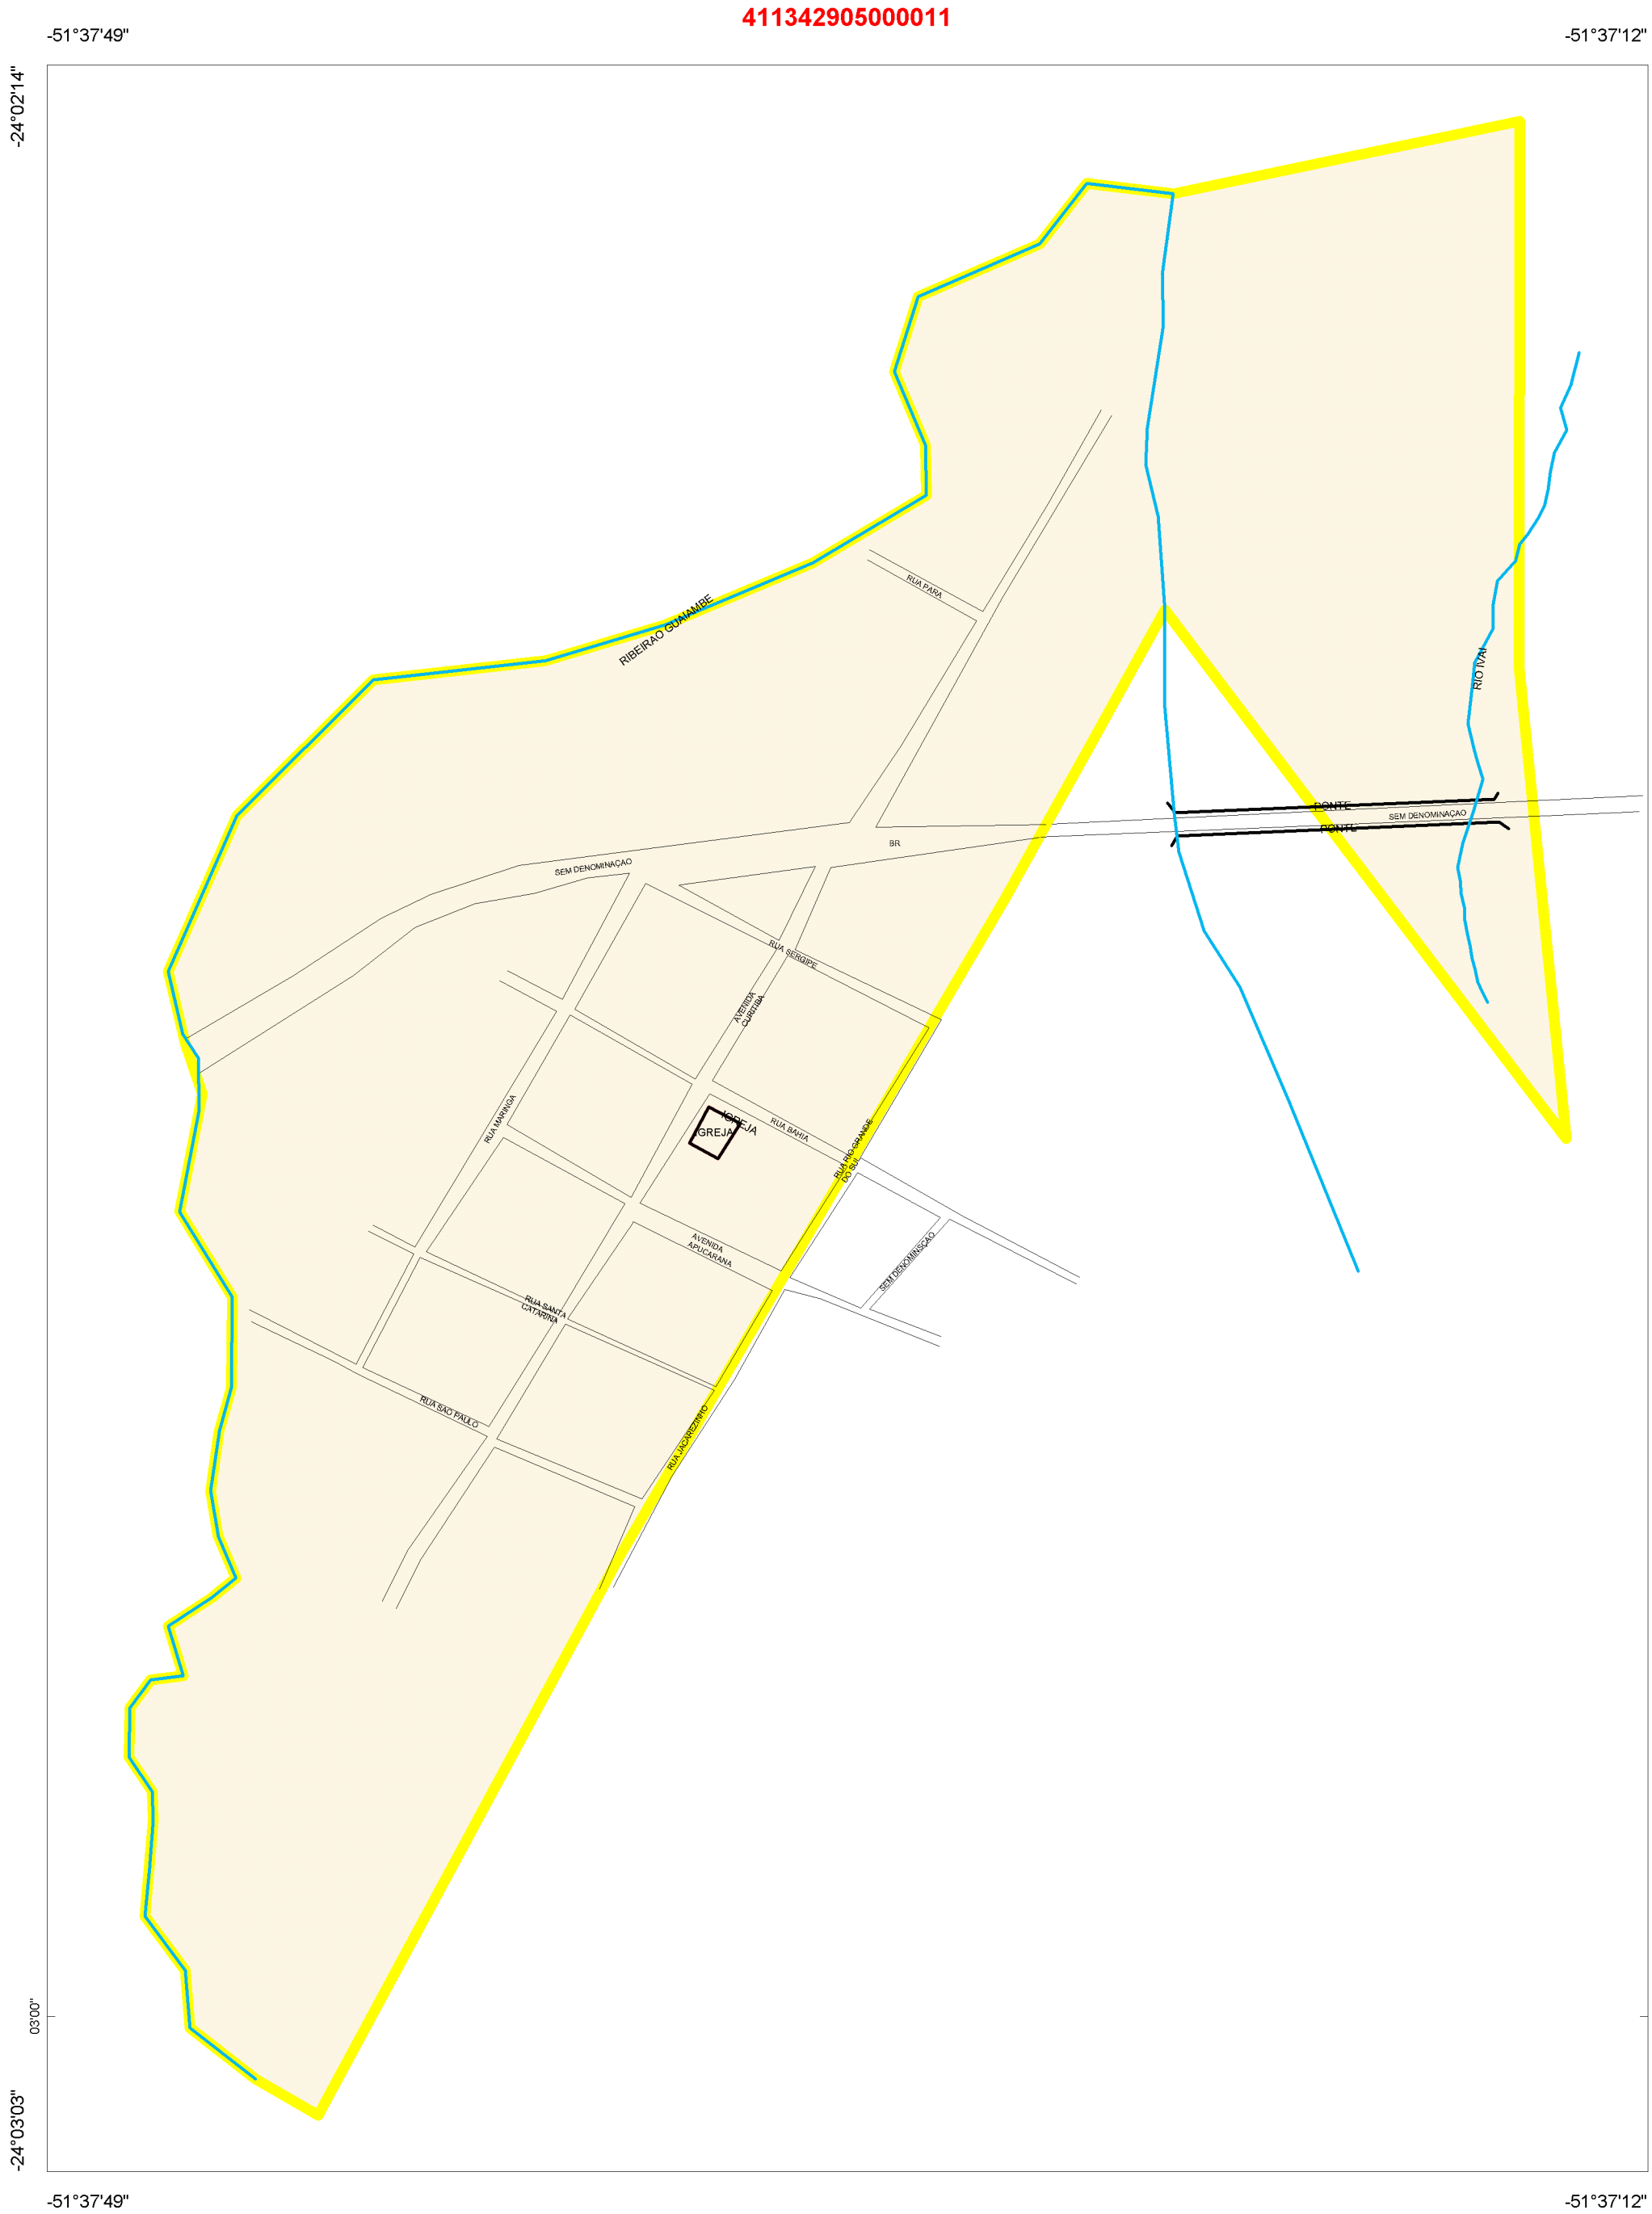 411342905000011
-51°37'49"
-51°37'12"
-24°02'14"
RUA PARA
RIBEIRAO GUAIAMBE
RIO IVAI
PONTE
SEM DENOMINAÇAO
PONTE
BR
SEM DENOMINAÇAO
RUA SERGIPE
AVENIDA
CURITIBA
RUA MARINGA
IGREJA
IGREJA
RUA BAHIA
RUA RIO GRANDE
DO SUL
AVENIDA
APUCARANA
SEM DENOMINSÇAO
RUA SANTA
CATARINA
RUA SAO PAULO
RUA JACAREZINHO
03'00"
-24°03'03"
-51°37'49"
-51°37'12"